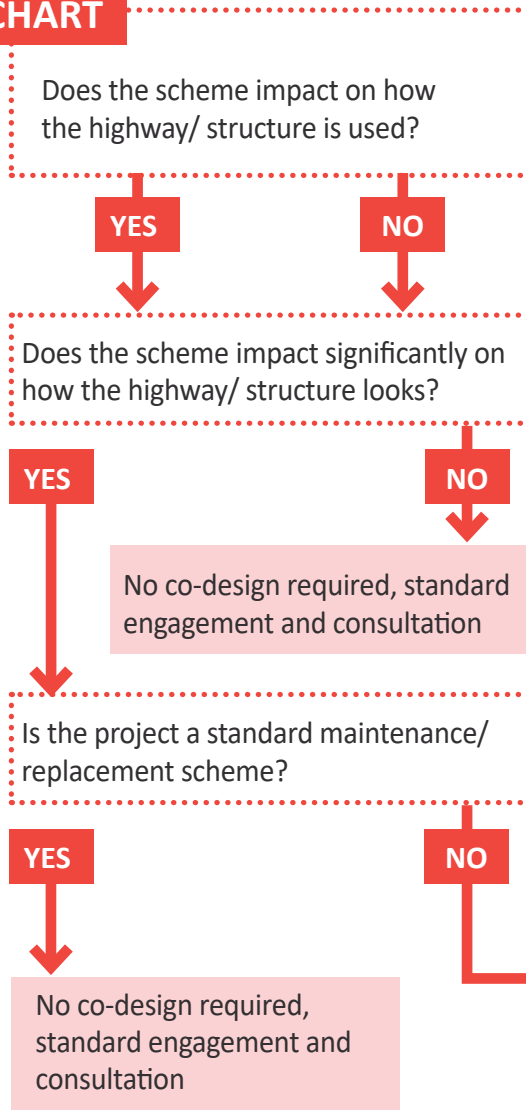 CHART
Does the scheme impact on how
the highway/ structure is used?
YES
NO
Does the scheme impact significantly on
how the highway/ structure looks?
YES
NO
No co-design required, standard
engagement and consultation
Is the project a standard maintenance/
replacement scheme?
YES
NO
No co-design required,
standard engagement and
consultation